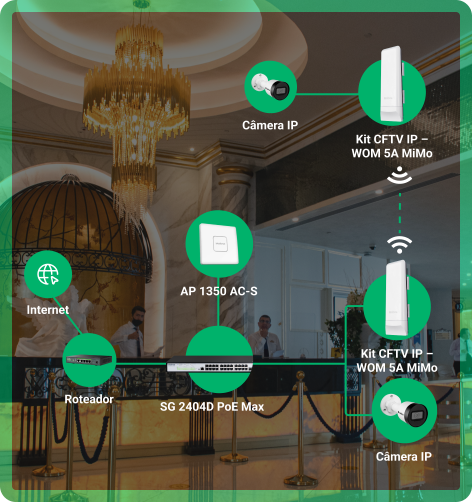 Câmera IP
Kit CFTV IP –
WOM 5A MiMo
AP 1350 AC-S
Internet
Kit CFTV IP –
WOM 5A MiMo
Roteador
SG 2404D PoE Max
Câmera IP